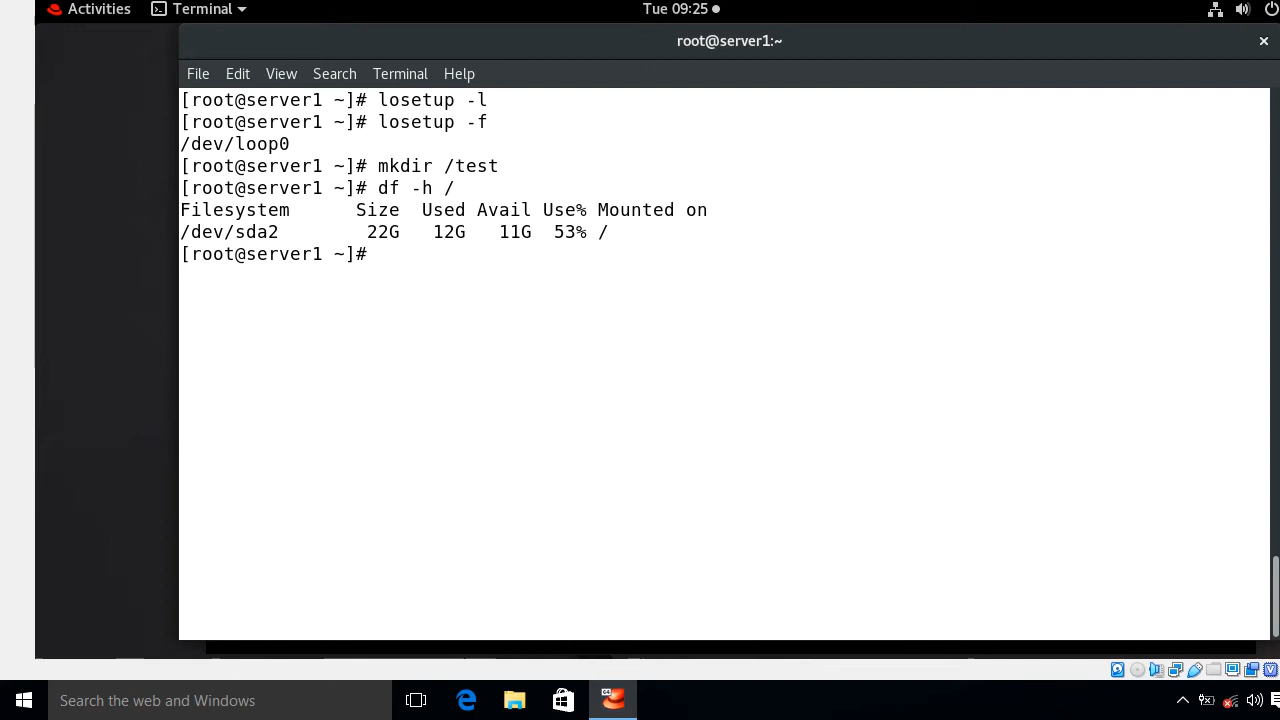 Activities Terminal Tue 09:25
root@server1:~
File Edit View Search Terminal Help
[root@server1 ~]# losetup -l
[root@server1 ~]# losetup -f
/dev/loop0
[root@server1 ~]# mkdir /test
[root@server1 ~]# df -h /
Filesystem      Size  Used Avail Use% Mounted on
/dev/sda2        22G   12G   11G  53% /
[root@server1 ~]#
Search the web and Windows